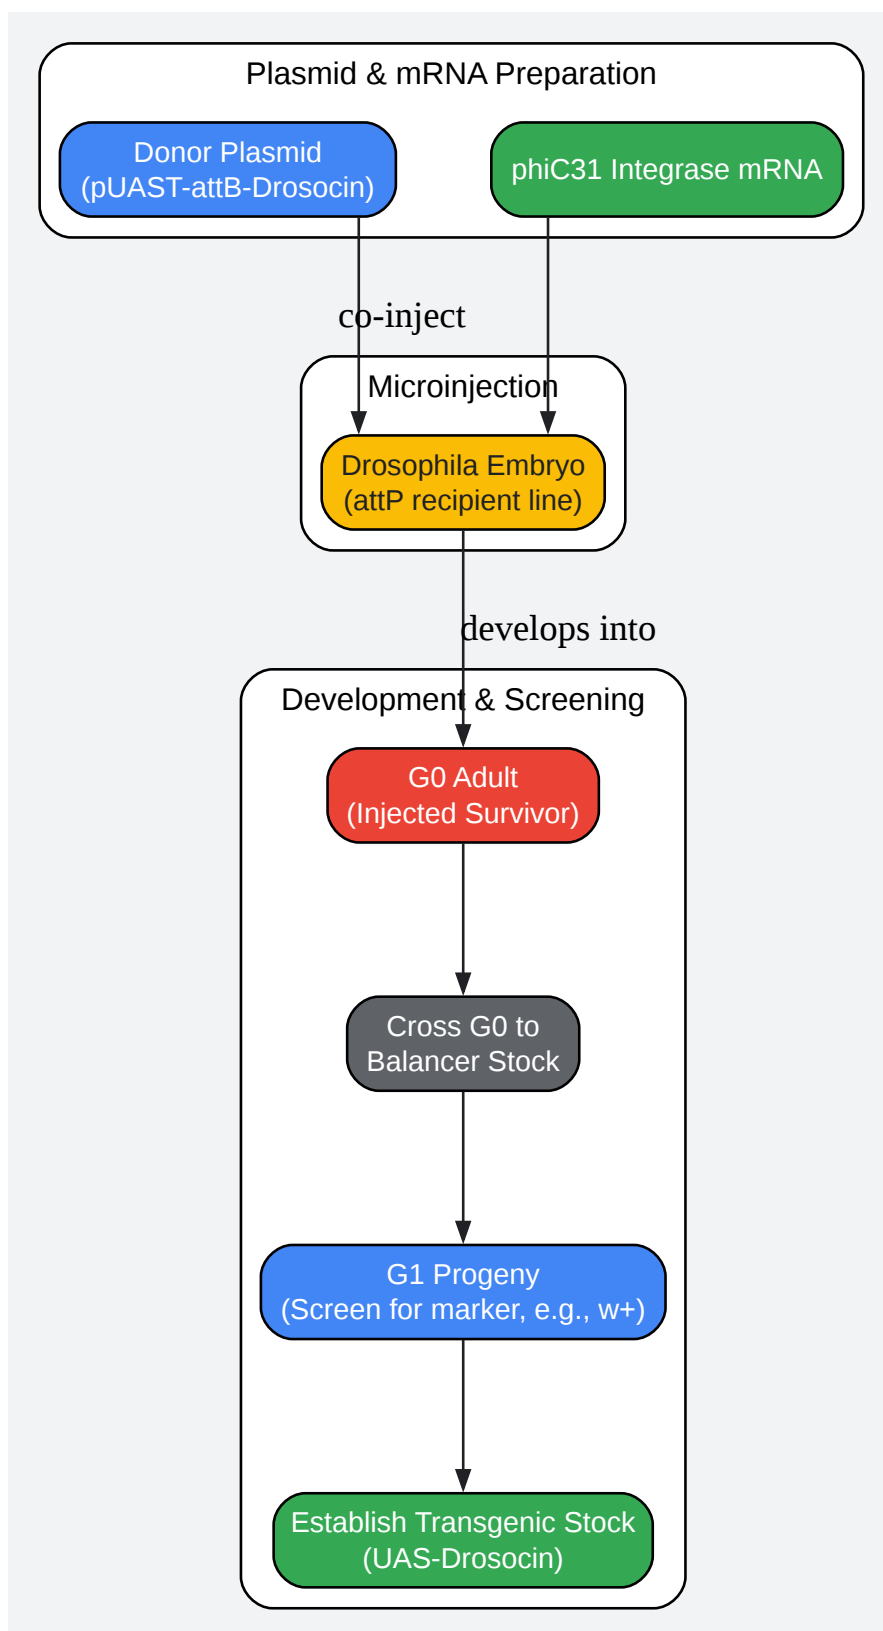 Plasmid & mRNA Preparation
Donor Plasmid
(pUAST-attB-Drosocin)
phiC31 Integrase mRNA
co-inject
Microinjection
Drosophila Embryo
(attP recipient line)
develops into
Development & Screening
G0 Adult
(Injected Survivor)
Cross G0 to
Balancer Stock
G1 Progeny
(Screen for marker, e.g., w+)
Establish Transgenic Stock
(UAS-Drosocin)